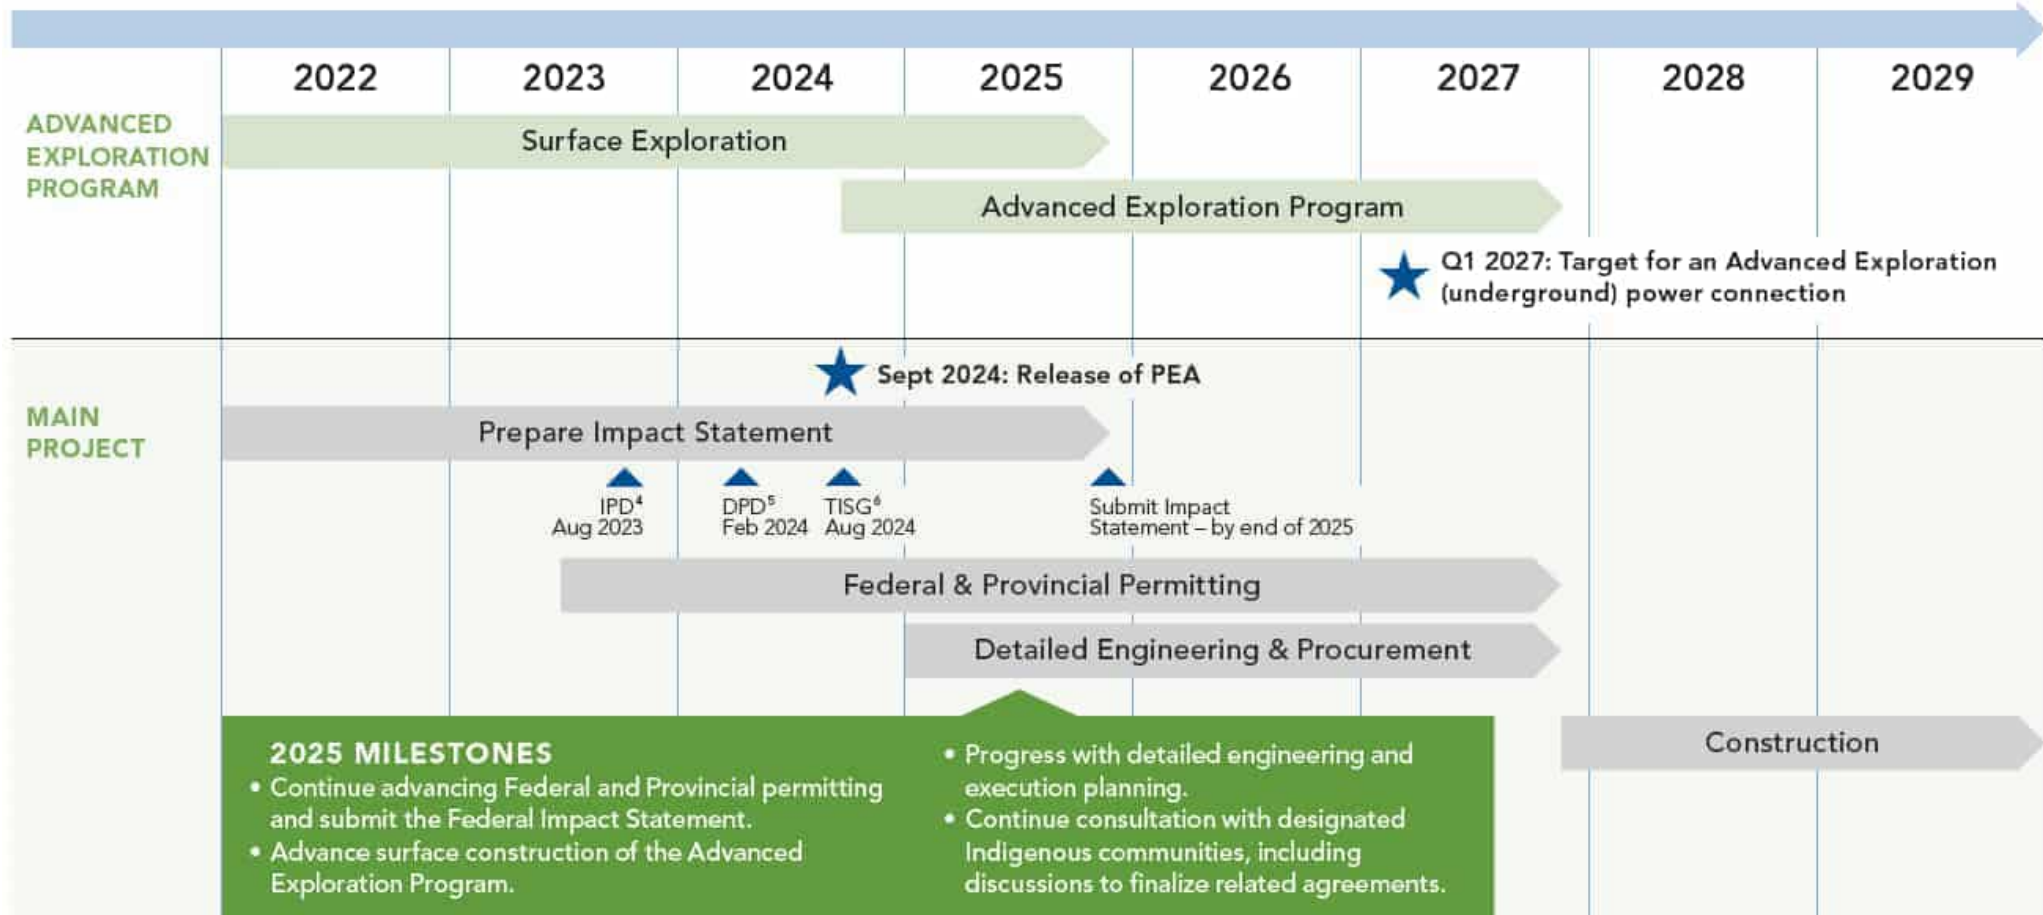 2022 2023 2024 2025 2026 2027 2028 2029
ADVANCED
EXPLORATION
PROGRAM
Surface Exploration
Advanced Exploration Program
Q1 2027: Target for an Advanced Exploration
(underground) power connection
Sept 2024: Release of PEA
MAIN
PROJECT
Prepare Impact Statement
IPD⁴
Aug 2023
DPD⁵
Feb 2024
TISG⁶
Aug 2024
Submit Impact
Statement – by end of 2025
Federal & Provincial Permitting
Detailed Engineering & Procurement
Construction
2025 MILESTONES
• Continue advancing Federal and Provincial permitting
and submit the Federal Impact Statement.
• Advance surface construction of the Advanced
Exploration Program.
• Progress with detailed engineering and
execution planning.
• Continue consultation with designated
Indigenous communities, including
discussions to finalize related agreements.